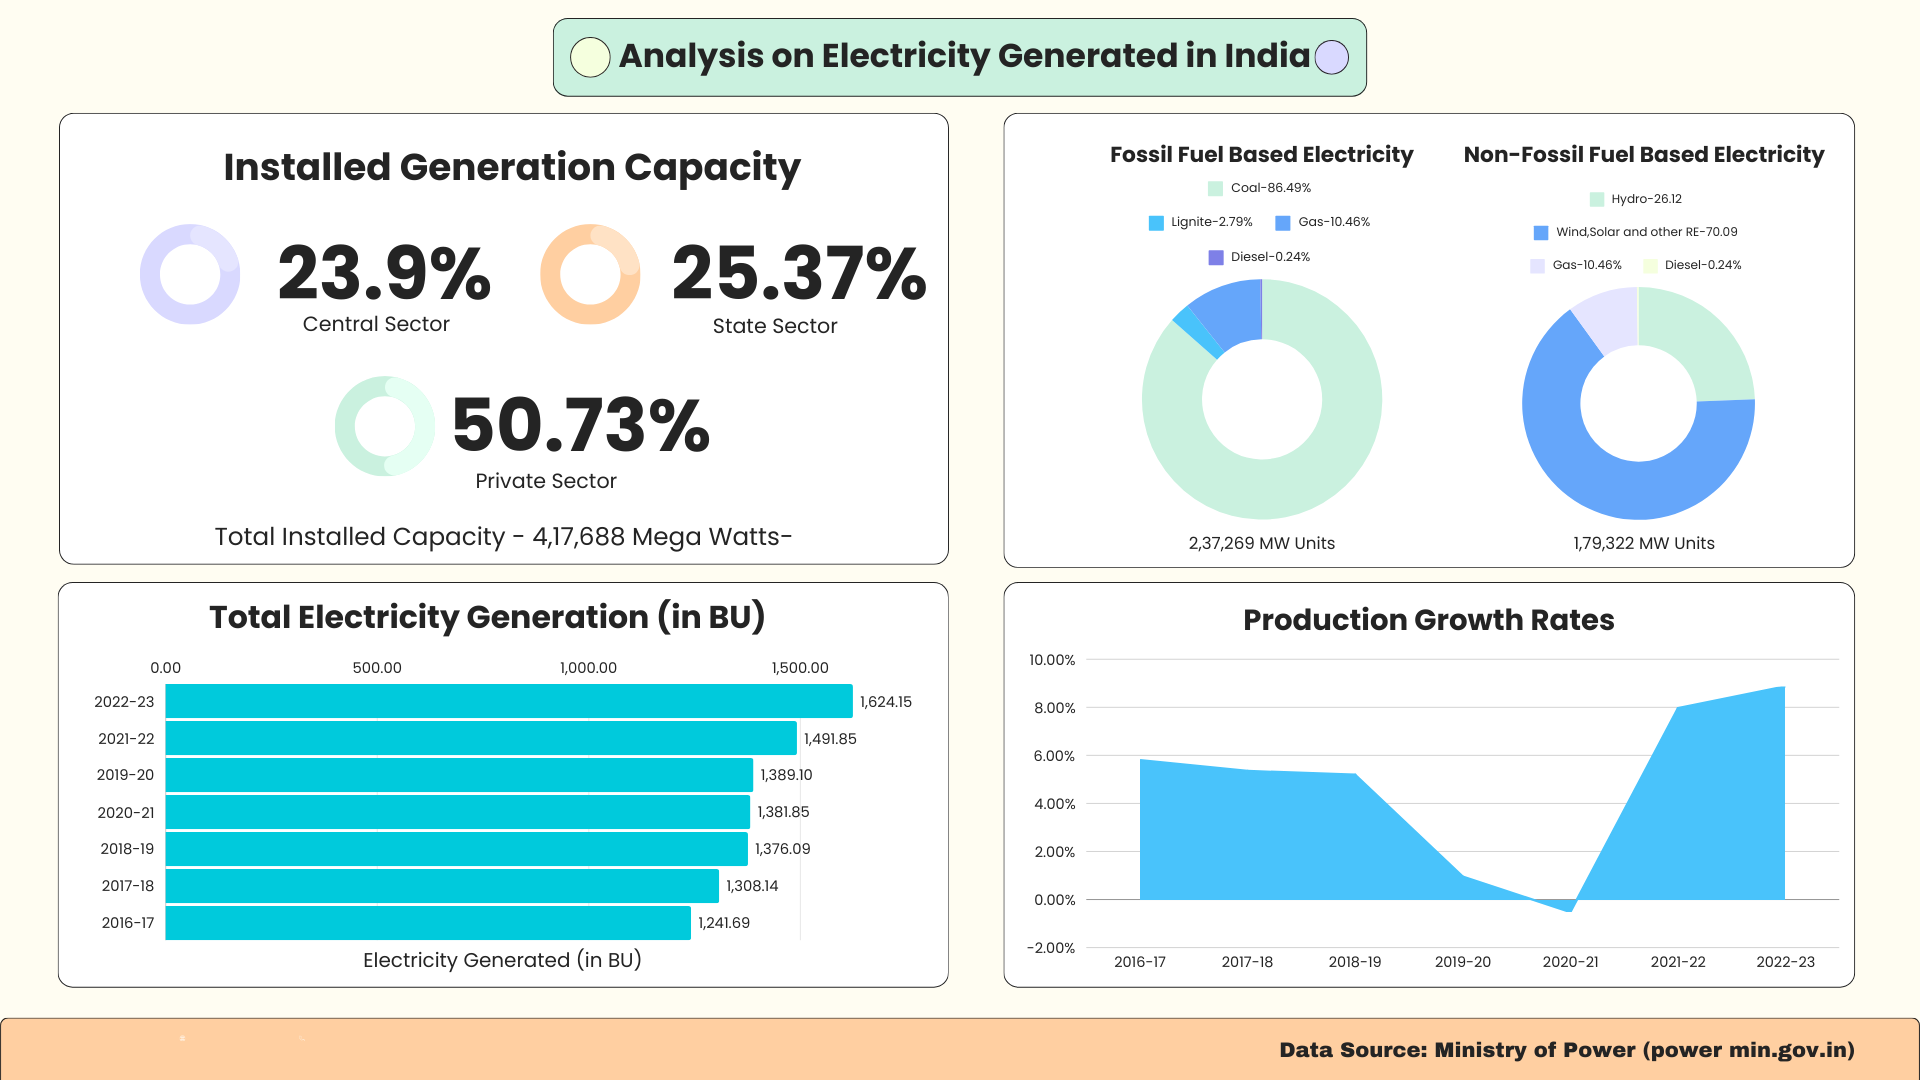 Analysis on Electricity Generated in India
Installed Generation Capacity
23.9%
Central Sector
25.37%
State Sector
50.73%
Private Sector
Total Installed Capacity - 4,17,688 Mega Watts-
Fossil Fuel Based Electricity
Coal-86.49%
Lignite-2.79% Gas-10.46%
Diesel-0.24%
2,37,269 MW Units
Non-Fossil Fuel Based Electricity
Hydro-26.12
Wind,Solar and other RE-70.09
Gas-10.46% Diesel-0.24%
1,79,322 MW Units
Total Electricity Generation (in BU)
0.00 500.00 1,000.00 1,500.00
2022-23 1,624.15
2021-22 1,491.85
2019-20 1,389.10
2020-21 1,381.85
2018-19 1,376.09
2017-18 1,308.14
2016-17 1,241.69
Electricity Generated (in BU)
Production Growth Rates
10.00%
8.00%
6.00%
4.00%
2.00%
0.00%
-2.00%
2016-17 2017-18 2018-19 2019-20 2020-21 2021-22 2022-23
Data Source: Ministry of Power (power min.gov.in)